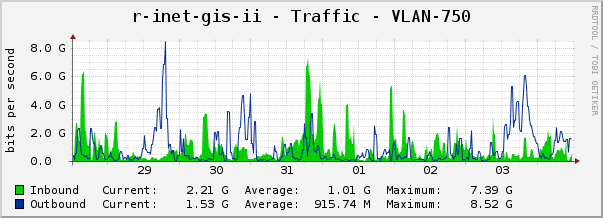 r-inet-gis-ii - Traffic - VLAN-750
RRDTOOL / TOBI OETIKER
bits per second
8.0 G
6.0 G
4.0 G
2.0 G
0.0
29 30 31 01 02 03
Inbound Current: 2.21 G Average: 1.01 G Maximum: 7.39 G
Outbound Current: 1.53 G Average: 915.74 M Maximum: 8.52 G